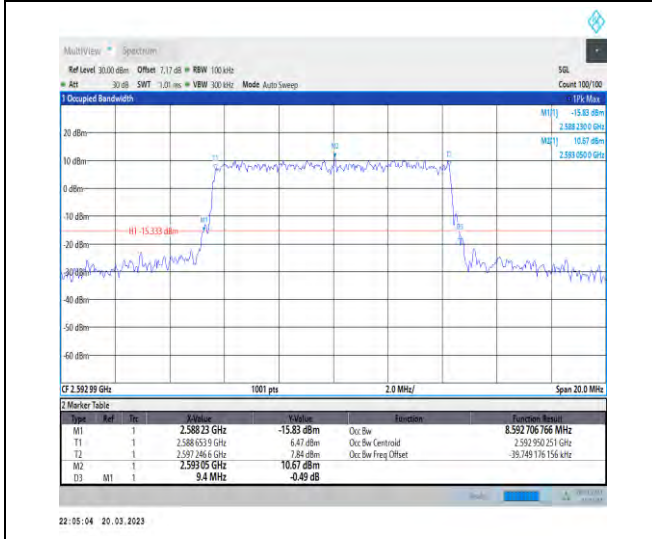 MultiView Spectrum
Ref Level 30.00 dBm Offset 7.17 dB RBW 100 kHz SGL
Att 30 dB SWT 1.01 ms VBW 300 kHz Mode Auto Sweep Count 100/100
1 Occupied Bandwidth 1Pk Max
M1[1] -15.83 dBm
2.588 230 0 GHz
20 dBm M2[1] 10.67 dBm
2.593 050 0 GHz
M2
10 dBm T1 T2
0 dBm
-10 dBm
M1
H1 -15.333 dBm D3
-30 dBm
-40 dBm
-50 dBm
-60 dBm
CF 2.592 99 GHz 1001 pts 2.0 MHz/ Span 20.0 MHz
2 Marker Table
Type Ref Trc X-Value Y-Value Function Function Result
M1 1 2.588 23 GHz -15.83 dBm Occ Bw 8.592 706 766 MHz
T1 1 2.588 653 9 GHz 6.47 dBm Occ Bw Centroid 2.592 950 251 GHz
T2 1 2.597 246 6 GHz 7.84 dBm Occ Bw Freq Offset -39.749 176 156 kHz
M2 1 2.593 05 GHz 10.67 dBm
D3 M1 1 9.4 MHz -0.49 dB
22:05:04 20.03.2023